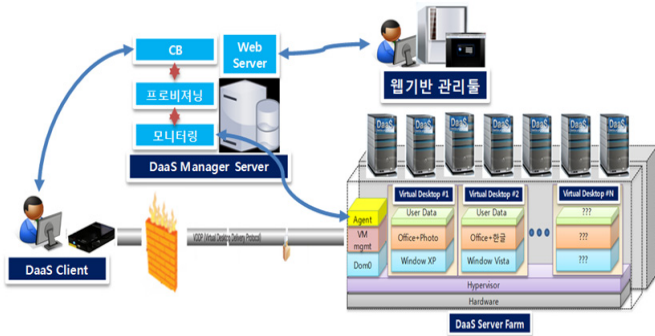 CB
Web
Server
프로비저닝
모니터링
DaaS Manager Server
웹기반 관리툴
DaaS DaaS DaaS DaaS DaaS DaaS DaaS
Virtual Desktop #1
Virtual Desktop #2
Virtual Desktop #N
Agent
User Data
User Data
???
VM
mgmt
Office+Photo
Office+한글
???
Dom0
Window XP
Window Vista
???
Hypervisor
Hardware
VDDP (Virtual Desktop Delivery Protocol)
DaaS Client
DaaS Server Farm